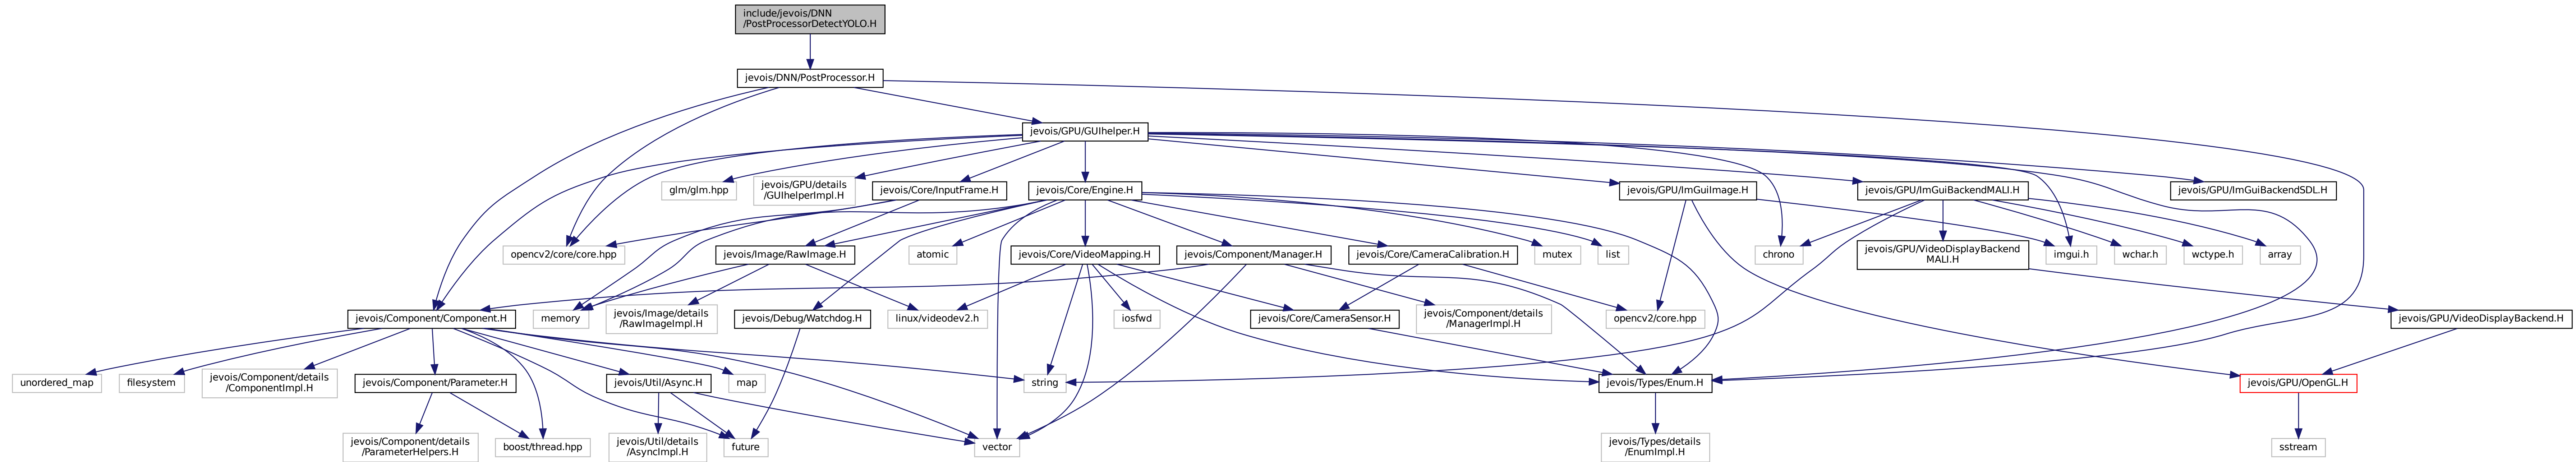 include/jevois/DNN
/PostProcessorDetectYOLO.H
jevois/DNN/PostProcessor.H
jevois/GPU/GUIhelper.H
glm/glm.hpp
jevois/GPU/details
/GUIhelperImpl.H
jevois/Core/InputFrame.H
jevois/Core/Engine.H
jevois/GPU/ImGuiImage.H
jevois/GPU/ImGuiBackendMALI.H
jevois/GPU/ImGuiBackendSDL.H
opencv2/core/core.hpp
jevois/Image/RawImage.H
atomic
jevois/Core/VideoMapping.H
jevois/Component/Manager.H
jevois/Core/CameraCalibration.H
mutex
list
chrono
jevois/GPU/VideoDisplayBackend
MALI.H
imgui.h
wchar.h
wctype.h
array
jevois/Component/Component.H
memory
jevois/Image/details
/RawImageImpl.H
jevois/Debug/Watchdog.H
linux/videodev2.h
iosfwd
jevois/Core/CameraSensor.H
jevois/Component/details
/ManagerImpl.H
opencv2/core.hpp
jevois/GPU/VideoDisplayBackend.H
unordered_map
filesystem
jevois/Component/details
/ComponentImpl.H
jevois/Component/Parameter.H
jevois/Util/Async.H
map
string
jevois/Types/Enum.H
jevois/GPU/OpenGL.H
jevois/Component/details
/ParameterHelpers.H
boost/thread.hpp
jevois/Util/details
/AsyncImpl.H
future
vector
jevois/Types/details
/EnumImpl.H
sstream